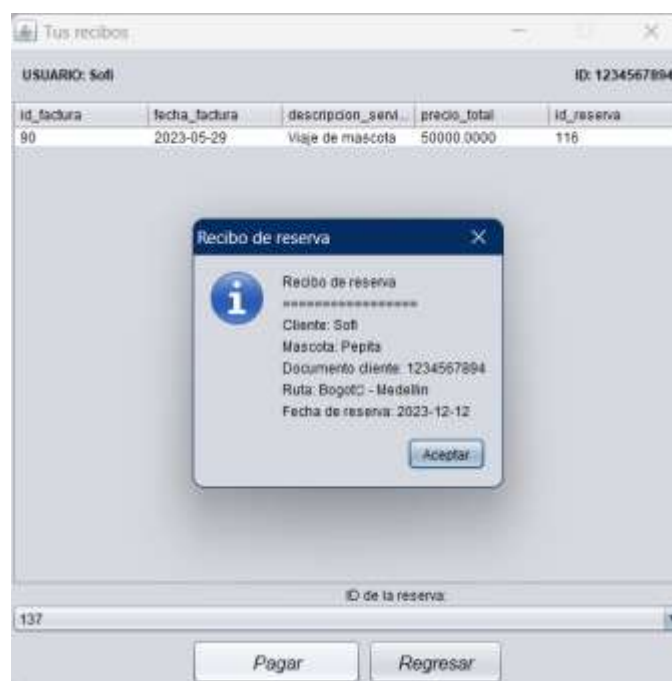 Tus recibos
USUARIO: Sofi ID: 1234567894
id_factura fecha_factura descripcion_servi... precio_total id_reserva
90 2023-05-29 Viaje de mascota 50000.0000 116
Recibo de reserva
Recibo de reserva
=================
Cliente: Sofi
Mascota: Pepita
Documento cliente: 1234567894
Ruta: Bogot□ - Medellin
Fecha de reserva: 2023-12-12
Aceptar
ID de la reserva:
137
Pagar Regresar